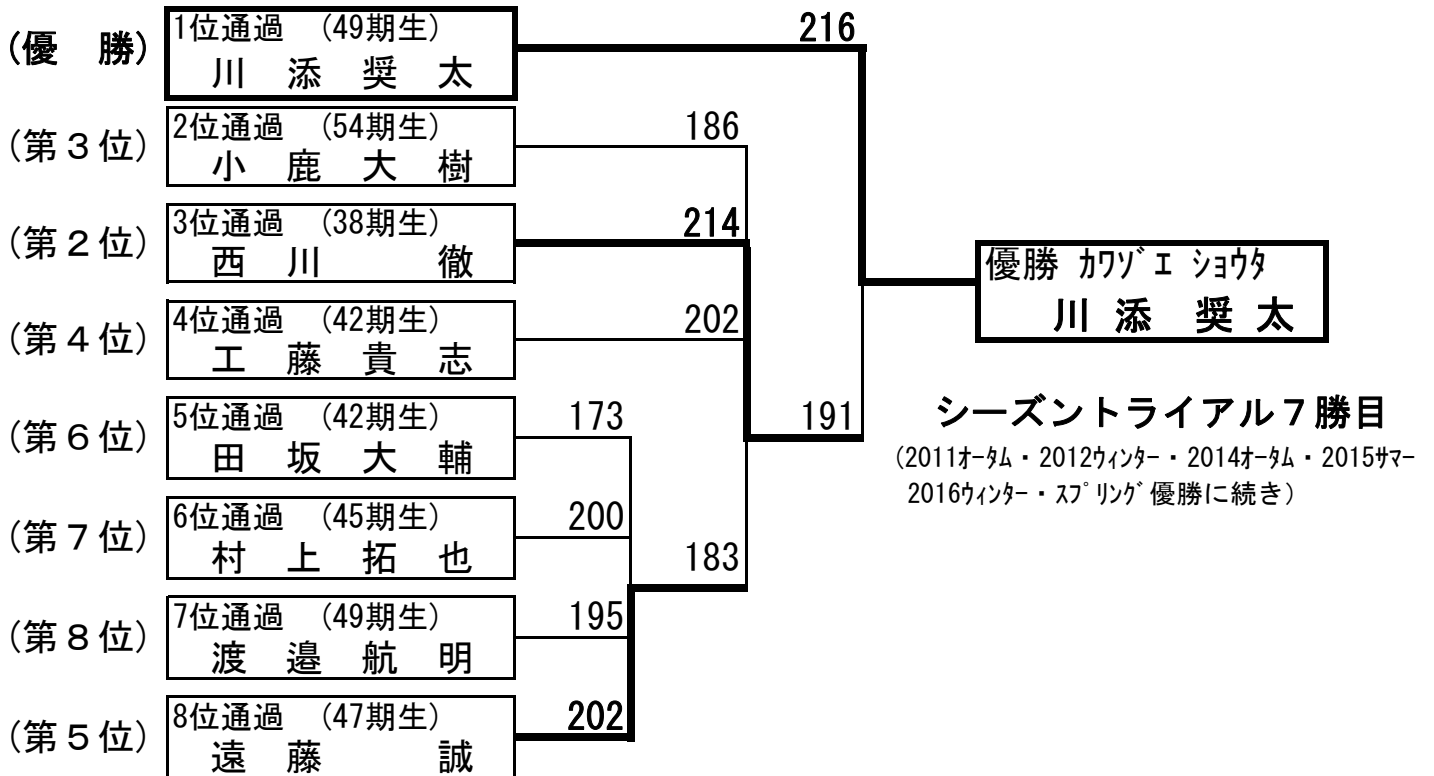 216
(優　勝)
1位通過　(49期生)
川　添　奨　太
(第３位)
2位通過　(54期生)
小　鹿　大　樹
186
(第２位)
3位通過　(38期生)
西　川　　　徹
214
優勝 ｶﾜｿﾞｴ ｼｮｳﾀ
川 添　奨 太
(第４位)
4位通過　(42期生)
工　藤　貴　志
202
(第６位)
5位通過　(42期生)
田　坂　大　輔
173
191
シーズントライアル７勝目
(2011ｵｰﾀﾑ・2012ｳｨﾝﾀｰ・2014ｵｰﾀﾑ・2015ｻﾏｰ
2016ｳｨﾝﾀｰ・ｽﾌﾟﾘﾝｸﾞ優勝に続き)
(第７位)
6位通過　(45期生)
村　上　拓　也
200
183
(第８位)
7位通過　(49期生)
渡　邉　航　明
195
(第５位)
8位通過　(47期生)
遠　藤　　　誠
202